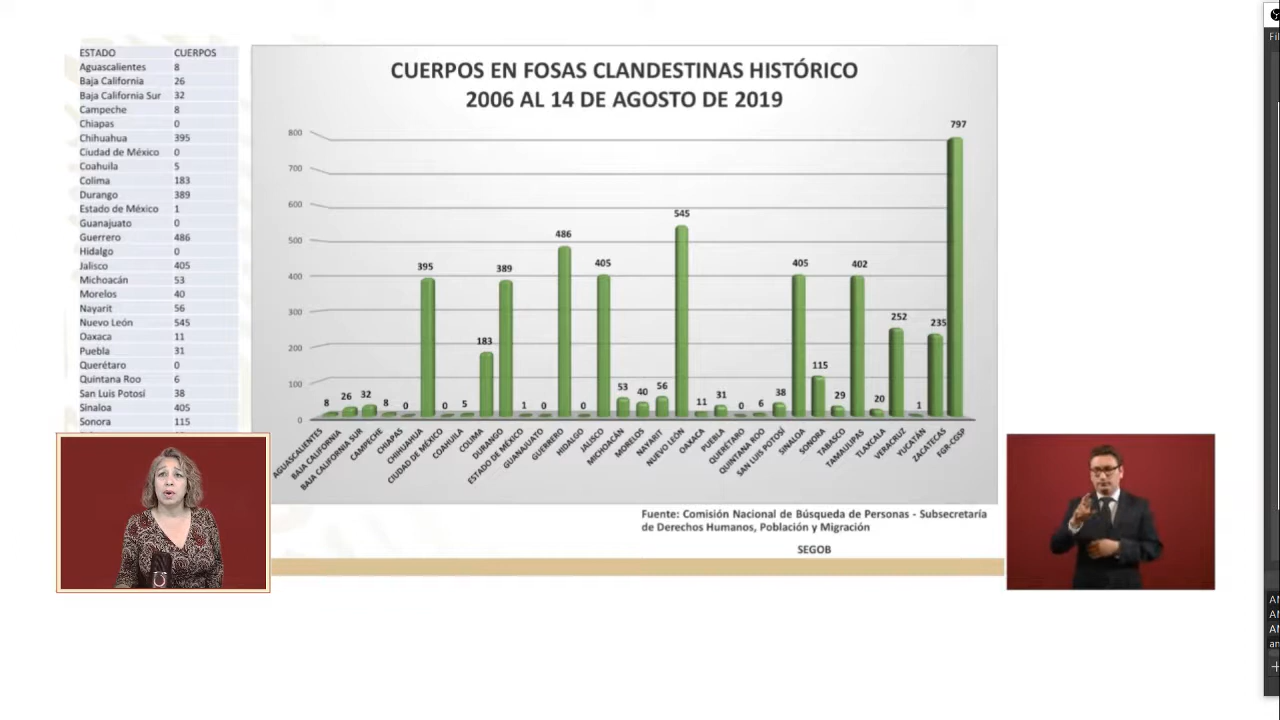 ESTADO CUERPOS
Aguascalientes 8
Baja California 26
Baja California Sur 32
Campeche 8
Chiapas 0
Chihuahua 395
Ciudad de México 0
Coahuila 5
Colima 183
Durango 389
Estado de México 1
Guanajuato 0
Guerrero 486
Hidalgo 0
Jalisco 405
Michoacán 53
Morelos 40
Nayarit 56
Nuevo León 545
Oaxaca 11
Puebla 31
Querétaro 0
Quintana Roo 6
San Luis Potosí 38
Sinaloa 405
Sonora 115
CUERPOS EN FOSAS CLANDESTINAS HISTÓRICO
2006 AL 14 DE AGOSTO DE 2019
800
700
600
500
400
300
200
100
0
8 26 32 8 0 395 0 5 183 389 1 0 486 0 405 53 40 56 545 11 31 0 6 38 405 115 29 402 20 252 1 235 797
AGUASCALIENTES
BAJA CALIFORNIA
BAJA CALIFORNIA SUR
CAMPECHE
CHIAPAS
CHIHUAHUA
CIUDAD DE MÉXICO
COAHUILA
COLIMA
DURANGO
ESTADO DE MÉXICO
GUANAJUATO
GUERRERO
HIDALGO
JALISCO
MICHOACÁN
MORELOS
NAYARIT
NUEVO LEÓN
OAXACA
PUEBLA
QUERÉTARO
QUINTANA ROO
SAN LUIS POTOSÍ
SINALOA
SONORA
TABASCO
TAMAULIPAS
TLAXCALA
VERACRUZ
YUCATÁN
ZACATECAS
FGR-CGSP
Fuente: Comisión Nacional de Búsqueda de Personas - Subsecretaría
de Derechos Humanos, Población y Migración
SEGOB